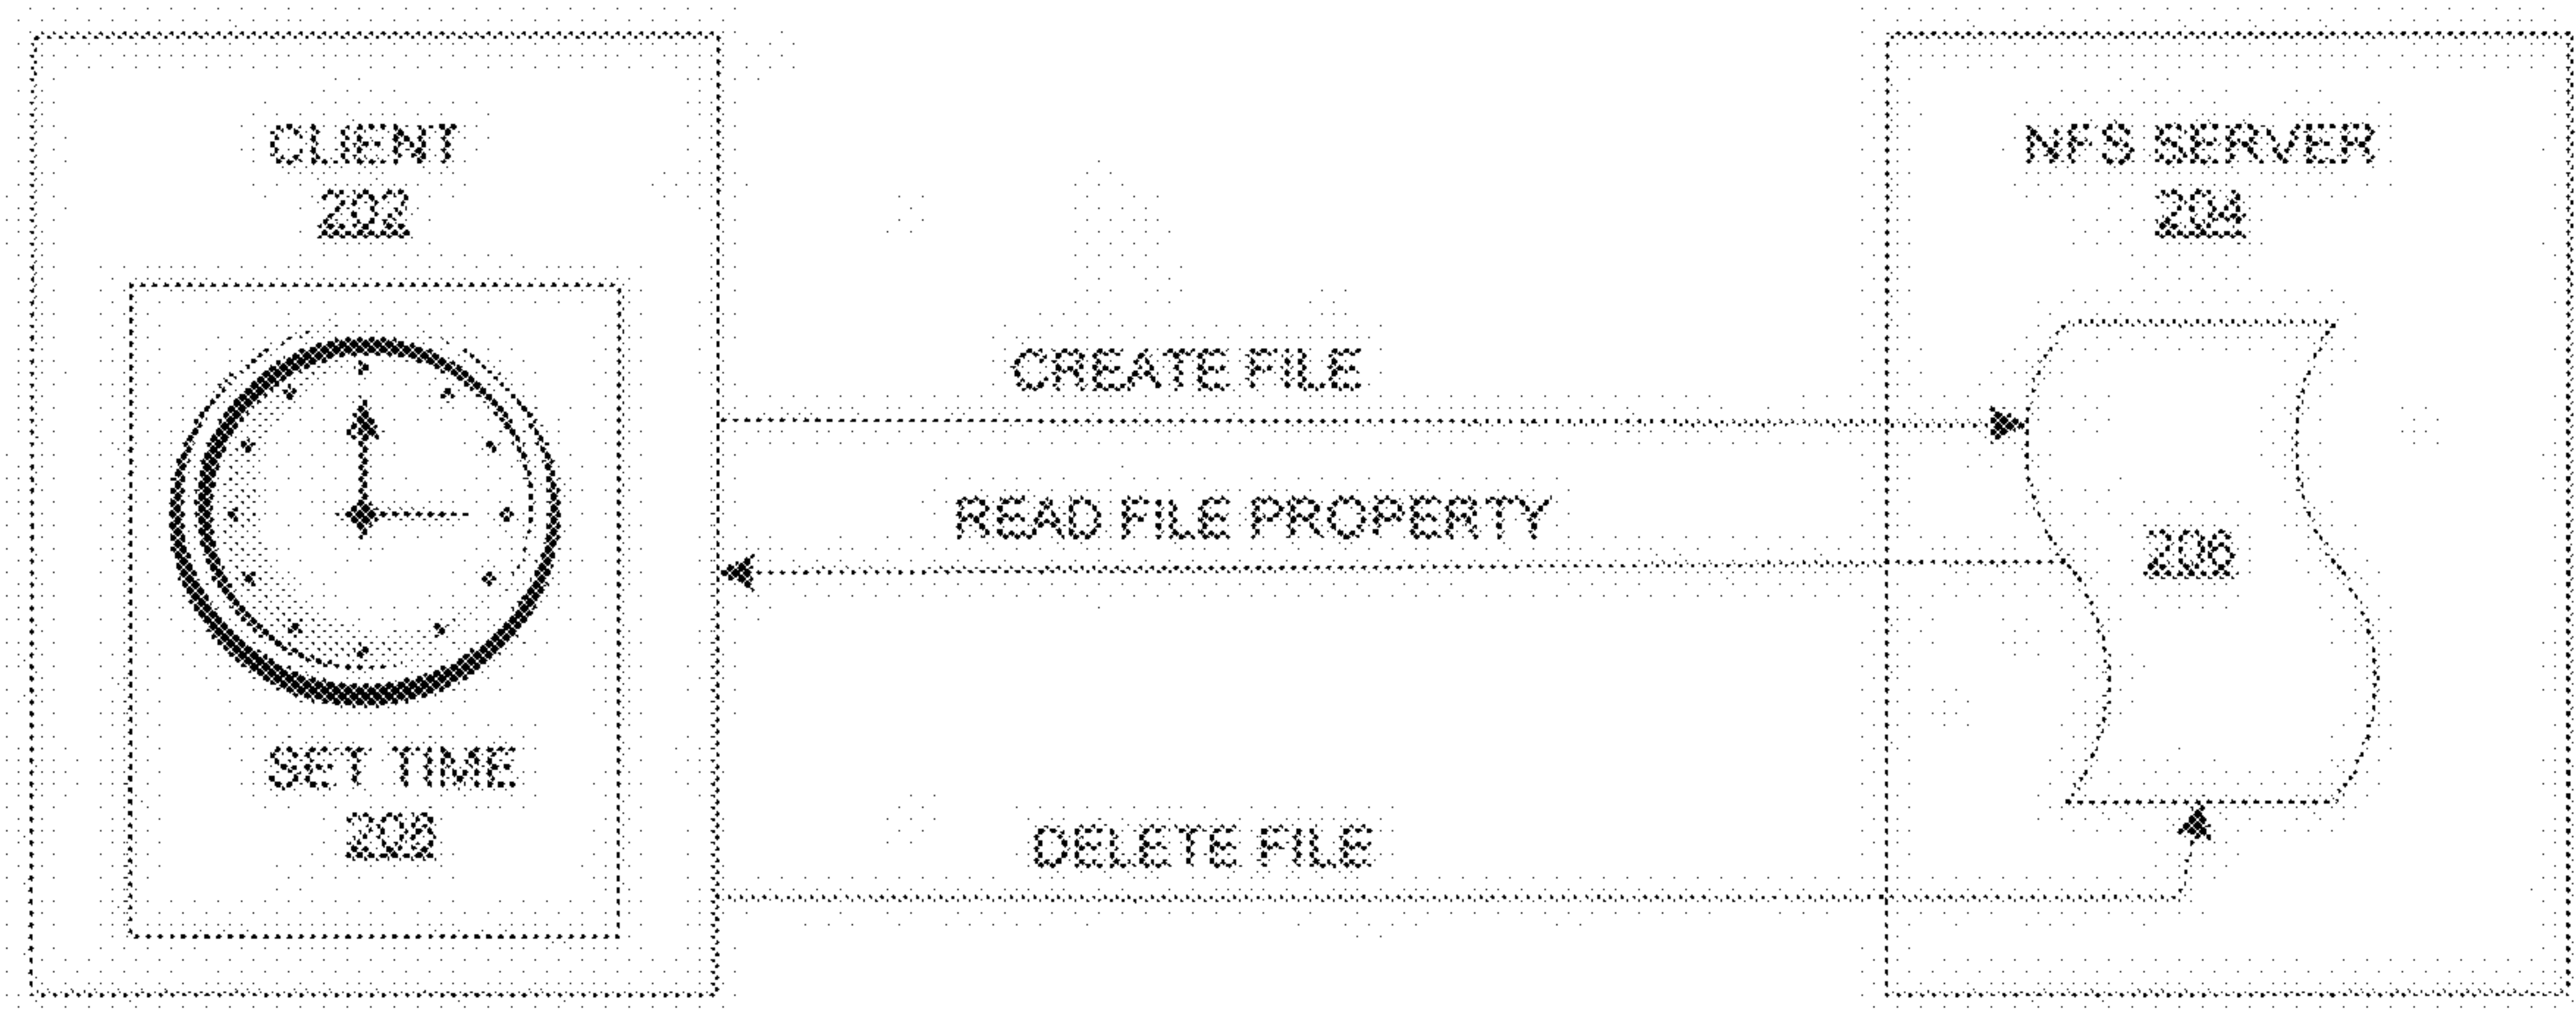 CLIENT
202
SET TIME
208
CREATE FILE
READ FILE PROPERTY
DELETE FILE
NFS SERVER
204
206